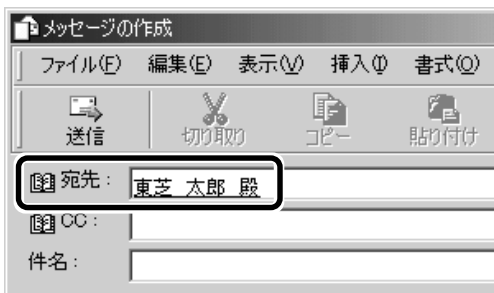 メッセージの作成
ファイル(F) 編集(E) 表示(V) 挿入(I) 書式(O)
送信 切り取り コピー 貼り付け
宛先： 東芝 太郎 殿
CC：
件名：